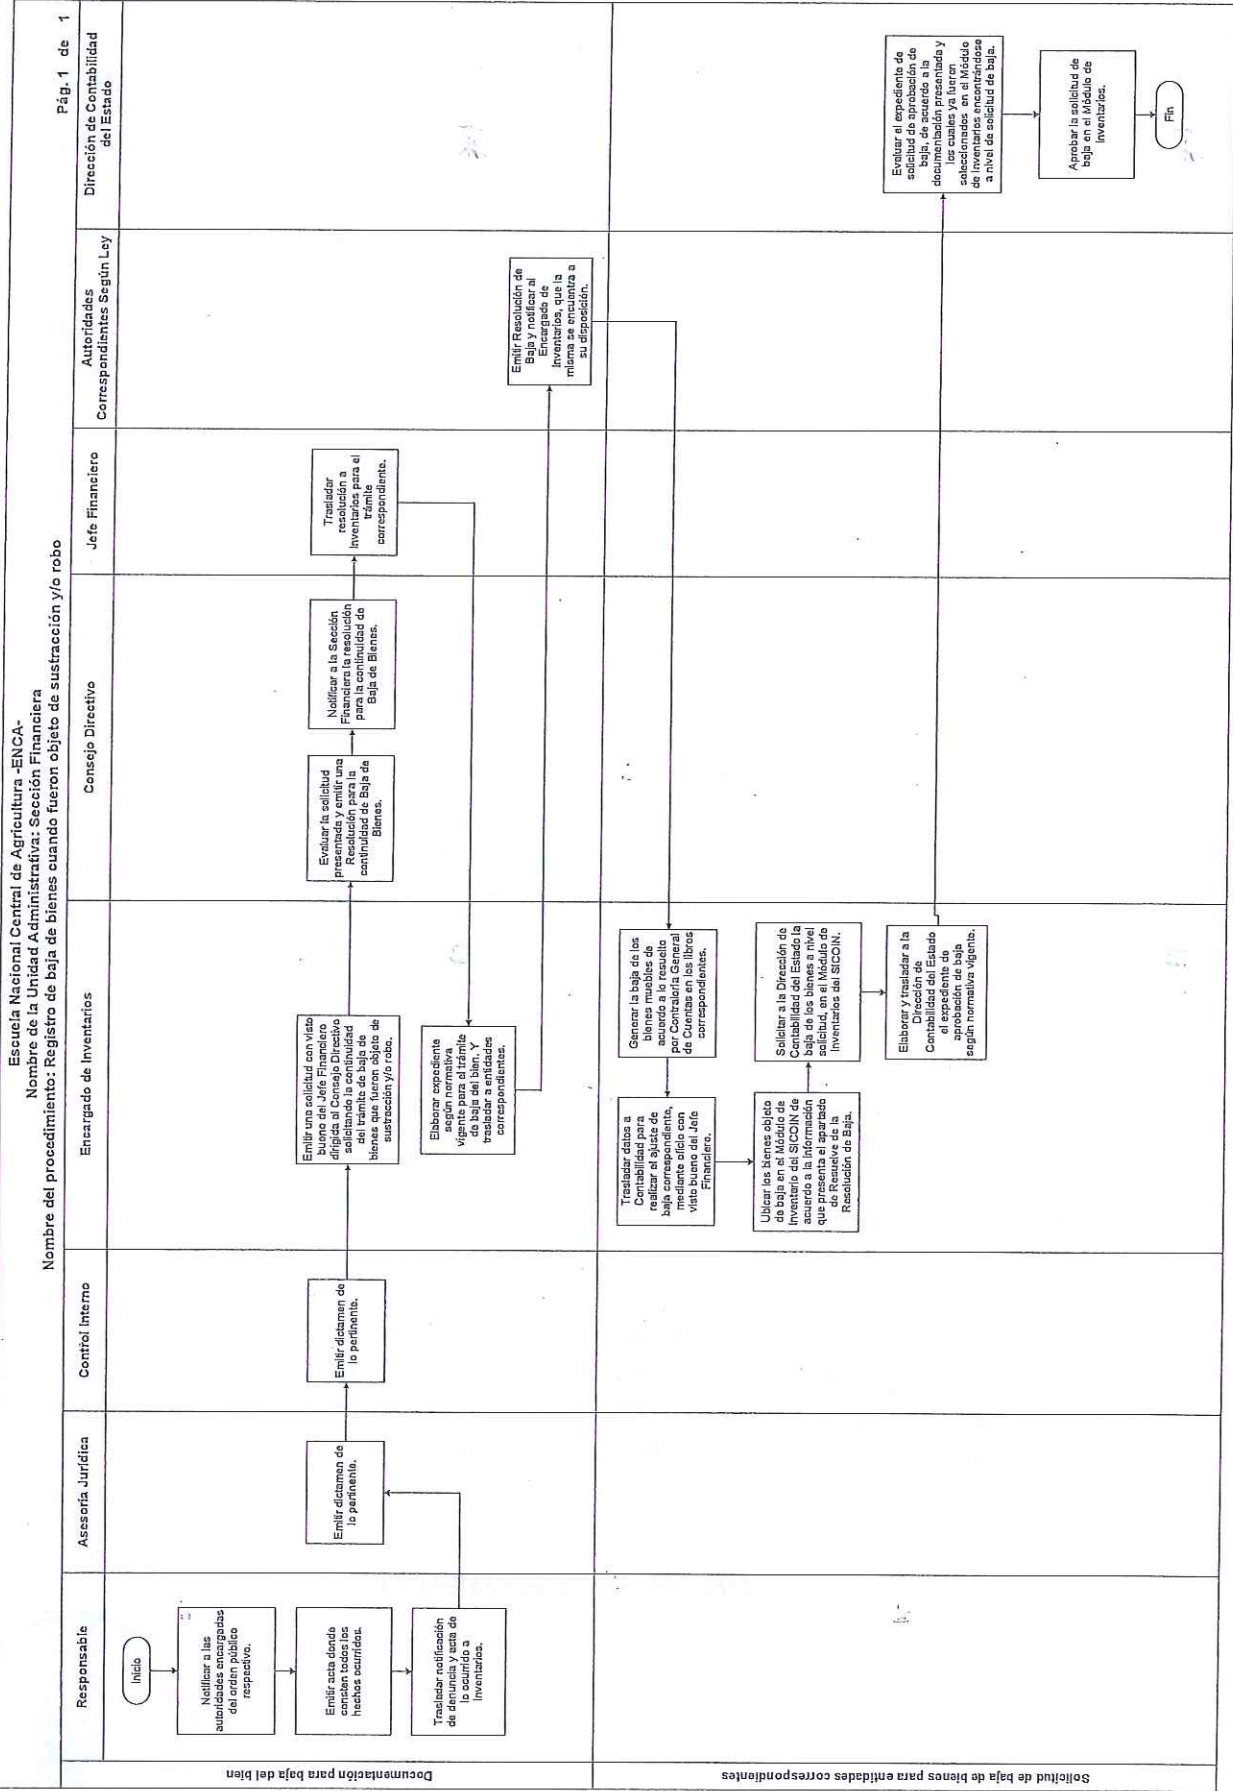 Escuela Nacional Central de Agricultura -ENCA-
Nombre de la Unidad Administrativa: Sección Financiera
Nombre del procedimiento: Registro de baja de bienes cuando fueron objeto de sustracción y/o robo
Pág. 1 de 1
Responsable
Asesoría Jurídica
Control Interno
Encargado de Inventarios
Consejo Directivo
Jefe Financiero
Autoridades
Correspondientes Según Ley
Dirección de Contabilidad
del Estado
Documentación para baja del bien
Inicio
Notificar a las
autoridades encargadas
del orden público
respectivo.
Emitir acta donde
consten todos los
hechos ocurridos.
Trasladar notificación
de denuncia y acta de
lo ocurrido a
Inventarios.
Emitir dictamen de
lo pertinente.
Emitir dictamen de
lo pertinente.
Emitir una solicitud con visto
bueno del Jefe Financiero
dirigida al Consejo Directivo
solicitando la continuidad
del trámite de baja de
bienes que fueron objeto de
sustracción y/o robo.
Evaluar la solicitud
presentada y emitir una
Resolución para la
continuidad de Baja de
Bienes.
Notificar a la Sección
Financiera la resolución
para la continuidad de
Baja de Bienes.
Trasladar
resolución a
Inventarios para el
trámite
correspondiente.
Elaborar expediente
según normativa
vigente para el trámite
de baja del bien. Y
trasladar a entidades
correspondientes.
Emitir Resolución de
Baja y notificar al
Encargado de
Inventarios, que la
misma se encuentra a
su disposición.
Solicitud de baja de bienes para entidades correspondientes
Generar la baja de los
bienes muebles de
acuerdo a lo resuelto
por Contraloría General
de Cuentas en los libros
correspondientes.
Trasladar datos a
Contabilidad para
realizar el ajuste de
baja correspondiente,
mediante oficio con
visto bueno del Jefe
Financiero.
Ubicar los bienes objeto
de baja en el Módulo de
Inventario del SICOIN de
acuerdo a la información
que presenta el apartado
de Resuelve de la
Resolución de Baja.
Solicitar a la Dirección de
Contabilidad del Estado la
baja de los bienes a nivel
solicitud, en el Módulo de
Inventarios del SICOIN.
Elaborar y trasladar a la
Dirección de
Contabilidad del Estado
el expediente de
aprobación de baja
según normativa vigente.
Evaluar el expediente de
solicitud de aprobación de
baja, de acuerdo a la
documentación presentada y
los cuales ya fueron
seleccionados en el Módulo
de Inventarios encontrándose
a nivel de solicitud de baja.
Aprobar la solicitud de
baja en el Módulo de
Inventarios.
Fin